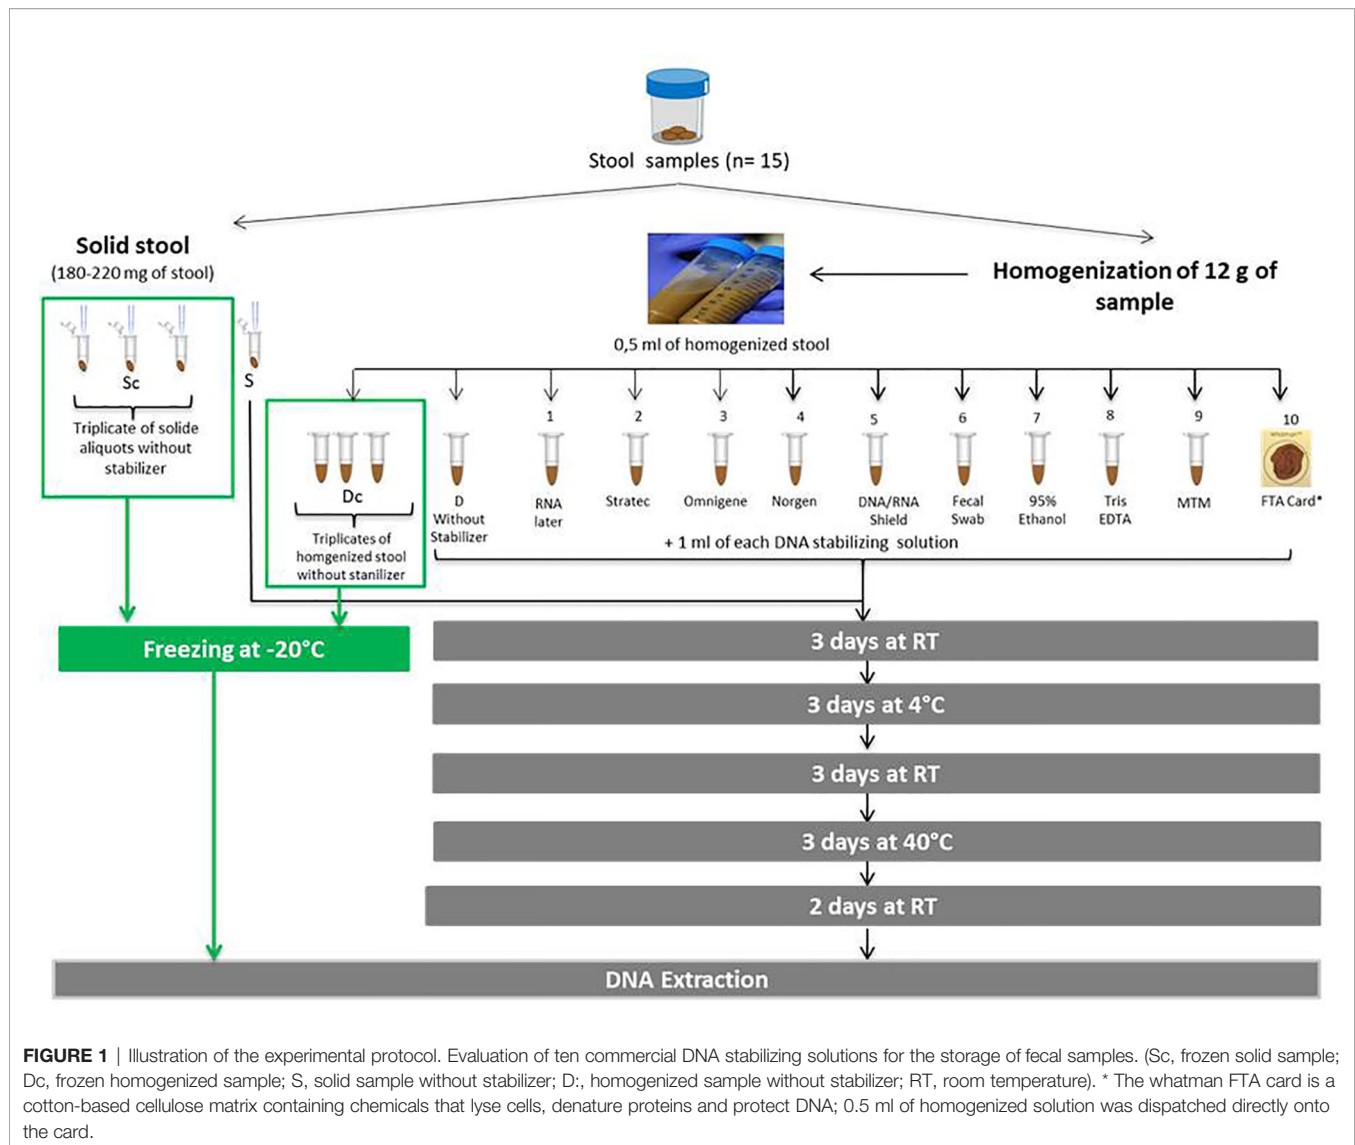 Stool samples (n= 15)
Solid stool
(180-220 mg of stool)
Homogenization of 12 g of
sample
0,5 ml of homogenized stool
Sc
S
Triplicate of solide
aliquots without
stabilizer
1
2
3
4
5
6
7
8
9
10
Dc
Triplicates of
homgenized stool
without stanilizer
D
Without
Stabilizer
RNA
later
Stratec
Omnigene
Norgen
DNA/RNA
Shield
Fecal
Swab
95%
Ethanol
Tris
EDTA
MTM
FTA Card*
+ 1 ml of each DNA stabilizing solution
Freezing at -20°C
3 days at RT
3 days at 4°C
3 days at RT
3 days at 40°C
2 days at RT
DNA Extraction
FIGURE 1 | Illustration of the experimental protocol. Evaluation of ten commercial DNA stabilizing solutions for the storage of fecal samples. (Sc, frozen solid sample;
Dc, frozen homogenized sample; S, solid sample without stabilizer; D:, homogenized sample without stabilizer; RT, room temperature). * The whatman FTA card is a
cotton-based cellulose matrix containing chemicals that lyse cells, denature proteins and protect DNA; 0.5 ml of homogenized solution was dispatched directly onto
the card.